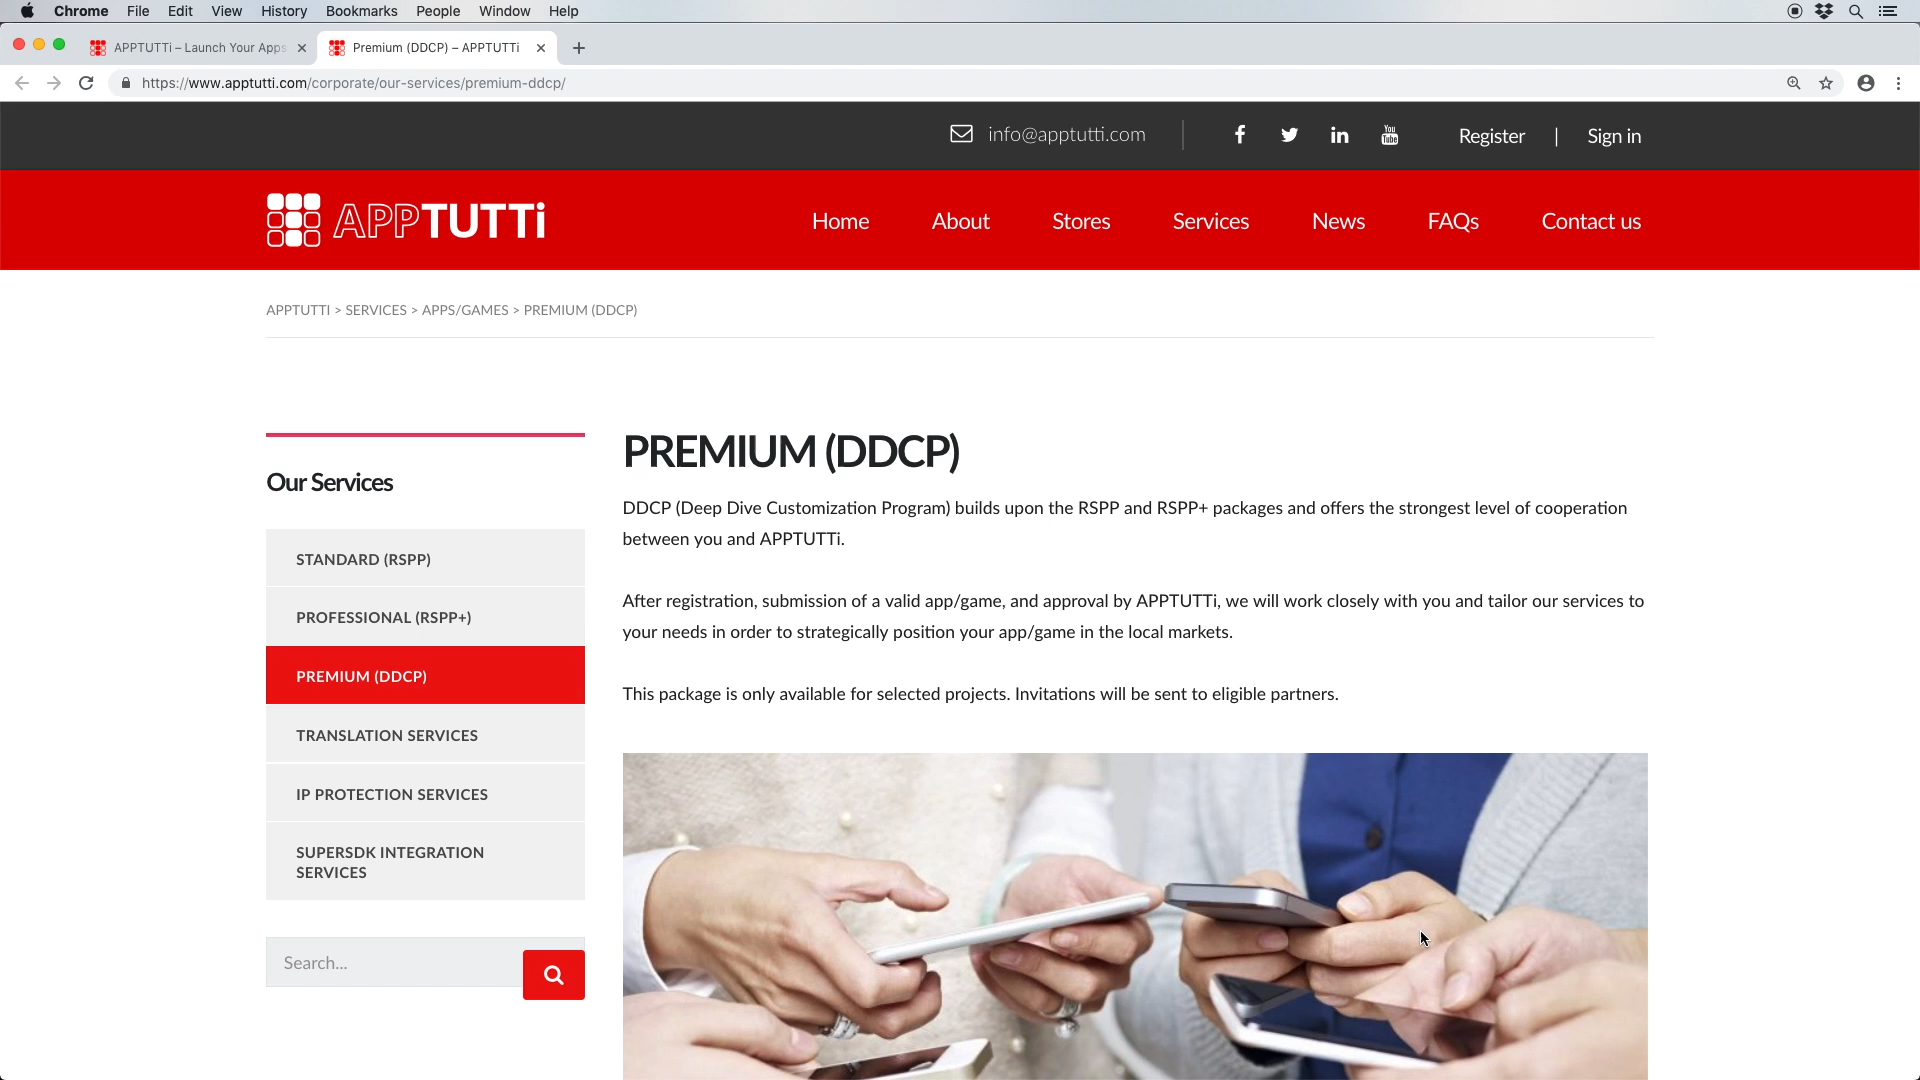 Chrome File Edit View History Bookmarks People Window Help
APPTUTTi – Launch Your Apps
Premium (DDCP) – APPTUTTi
https://www.apptutti.com/corporate/our-services/premium-ddcp/
info@apptutti.com
You Tube
Register | Sign in
APPTUTTi
Home About Stores Services News FAQs Contact us
APPTUTTI > SERVICES > APPS/GAMES > PREMIUM (DDCP)
Our Services
STANDARD (RSPP)
PROFESSIONAL (RSPP+)
PREMIUM (DDCP)
TRANSLATION SERVICES
IP PROTECTION SERVICES
SUPERSDK INTEGRATION
SERVICES
Search...
PREMIUM (DDCP)
DDCP (Deep Dive Customization Program) builds upon the RSPP and RSPP+ packages and offers the strongest level of cooperation
between you and APPTUTTi.
After registration, submission of a valid app/game, and approval by APPTUTTi, we will work closely with you and tailor our services to
your needs in order to strategically position your app/game in the local markets.
This package is only available for selected projects. Invitations will be sent to eligible partners.